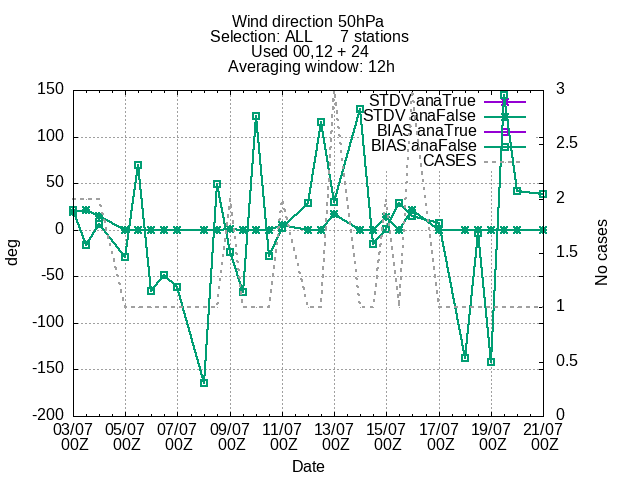 Wind direction 50hPa
Selection: ALL 7 stations
Used 00,12 + 24
Averaging window: 12h
STDV anaTrue
STDV anaFalse
BIAS anaTrue
BIAS anaFalse
CASES
150
100
50
0
-50
-100
-150
-200
deg
3
2.5
2
1.5
1
0.5
0
No cases
03/07 05/07 07/07 09/07 11/07 13/07 15/07 17/07 19/07 21/07
00Z 00Z 00Z 00Z 00Z 00Z 00Z 00Z 00Z 00Z
Date